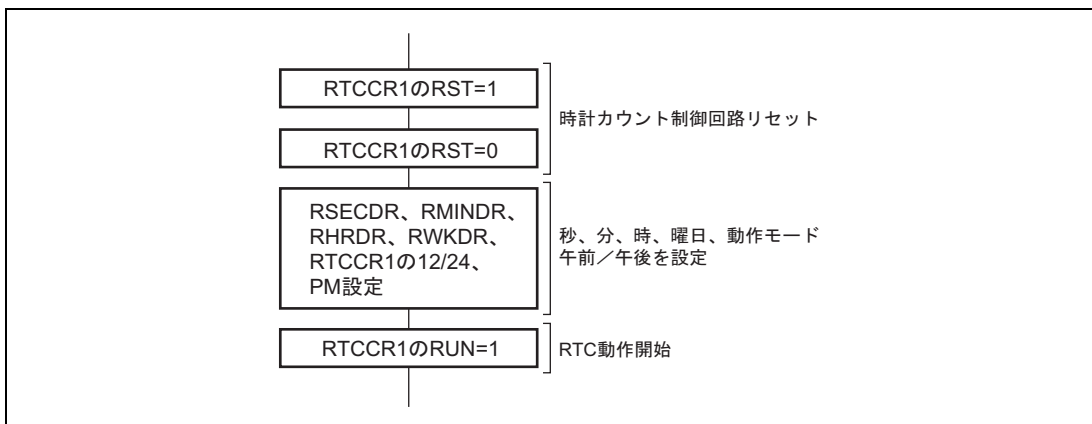 RTCCR1のRST=1
RTCCR1のRST=0
時計カウント制御回路リセット
RSECDR、RMINDR、
RHRDR、RWKDR、
RTCCR1の12/24、
PM設定
秒、分、時、曜日、動作モード
午前／午後を設定
RTCCR1のRUN=1
RTC動作開始